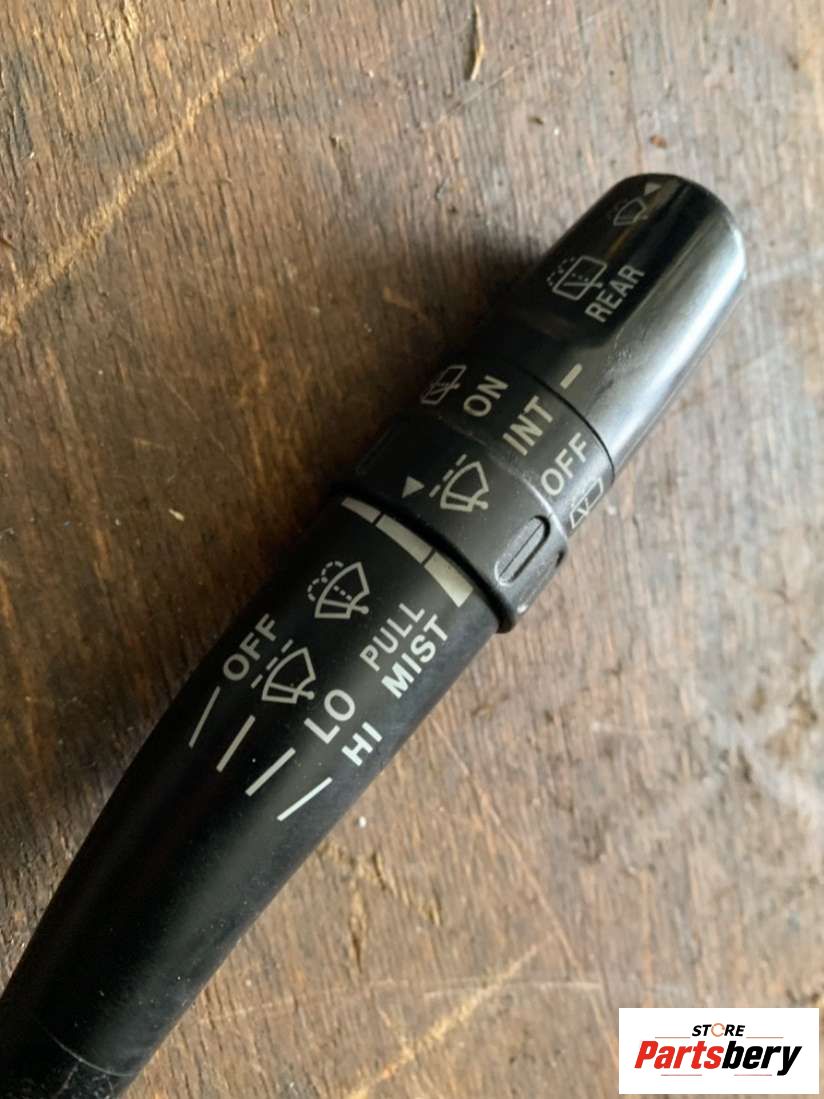 REAR
ON
INT
OFF
OFF
PULL
MIST
LO
HI
STORE
Partsbery